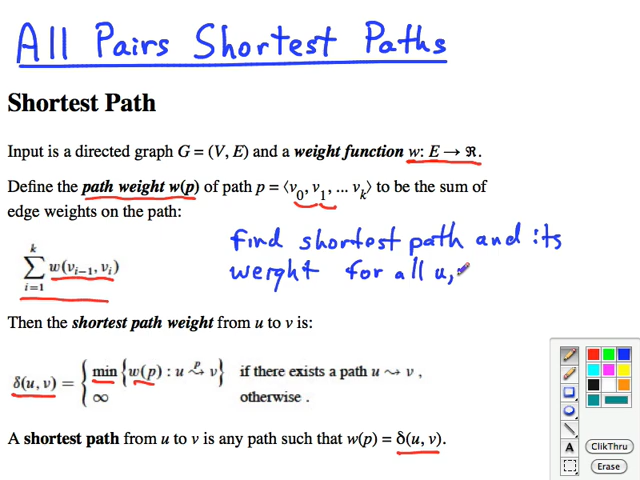 All Pairs Shortest Paths
Shortest Path
Input is a directed graph G = (V, E) and a weight function w: E → ℜ.
Define the path weight w(p) of path p = ⟨v0, v1, ... vk⟩ to be the sum of
edge weights on the path:
find shortest path and its
weight for all u,
k
∑ w(vi−1, vi)
i=1
Then the shortest path weight from u to v is:
δ(u, v) = { min {w(p) : u p⤳ v} if there exists a path u ⤳ v ,
∞ otherwise .
A shortest path from u to v is any path such that w(p) = δ(u, v).
A
ClikThru
Erase